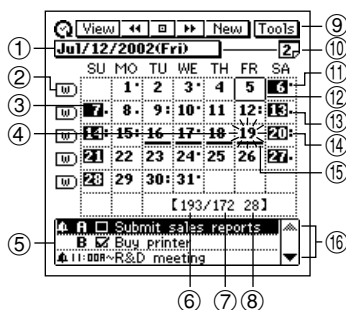 View New Tools ⑨
① Jul/12/2002(Fri) 2 ⑩
SU MO TU WE TH FR SA ⑪
② W 1 2 3 4 5 6 ⑫
③ W 7 8 9 10 11 12 13 ⑬
④ W 14 15 16 17 18 19 20 ⑭
W 21 22 23 24 25 26 27 ⑮
W 28 29 30 31
[193/172 28]
A Submit sales reports
⑤ B Buy printer ⑯
11:00A~R&D meeting
⑥ ⑦ ⑧